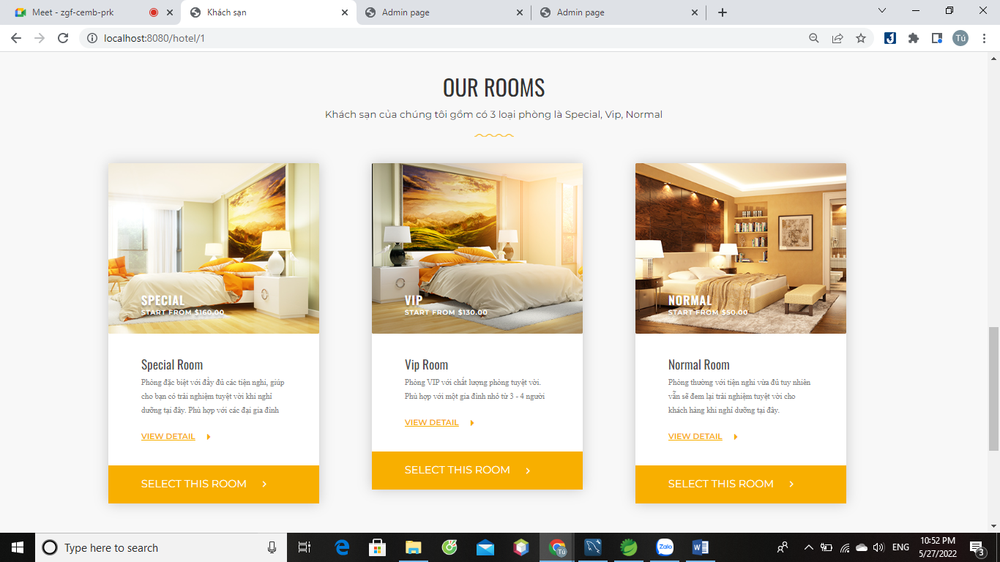 Meet - zgf-cemb-prk
Khách sạn
Admin page
Admin page
localhost:8080/hotel/1
Tú
OUR ROOMS
Khách sạn của chúng tôi gồm có 3 loại phòng là Special, Vip, Normal
SPECIAL
START FROM $160.00
Special Room
Phòng đặc biệt với đầy đủ các tiện nghi, giúp
cho bạn có trải nghiệm tuyệt vời khi nghỉ
dưỡng tại đây. Phù hợp với các đại gia đình
VIEW DETAIL
SELECT THIS ROOM
VIP
START FROM $130.00
Vip Room
Phòng VIP với chất lượng phòng tuyệt vời.
Phù hợp với một gia đình nhỏ từ 3 - 4 người
VIEW DETAIL
SELECT THIS ROOM
NORMAL
START FROM $50.00
Normal Room
Phòng thường với tiện nghi vừa đủ tuy nhiên
vẫn sẽ đem lại trải nghiệm tuyệt vời cho
khách hàng khi nghỉ dưỡng tại đây.
VIEW DETAIL
SELECT THIS ROOM
Type here to search
Tú
Zalo
ENG
10:52 PM
5/27/2022
3